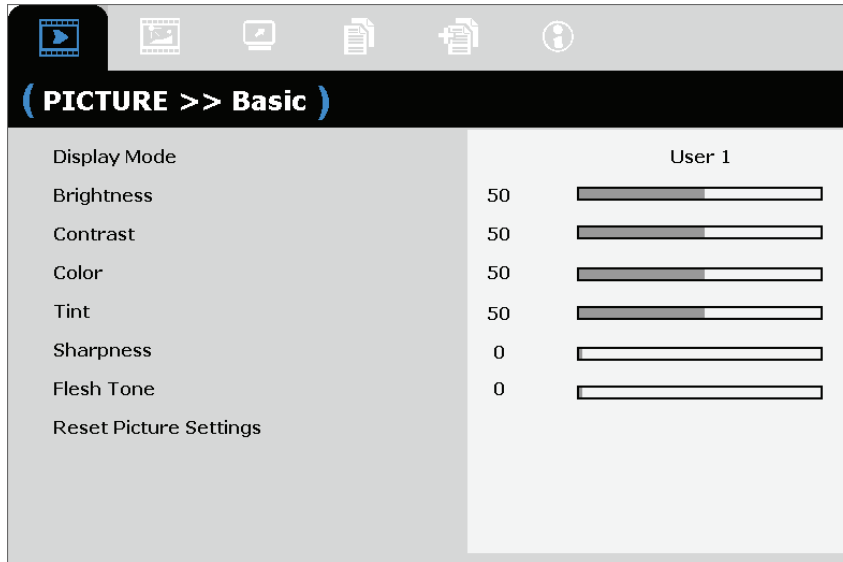 ( PICTURE >> Basic )
Display Mode User 1
Brightness 50
Contrast 50
Color 50
Tint 50
Sharpness 0
Flesh Tone 0
Reset Picture Settings